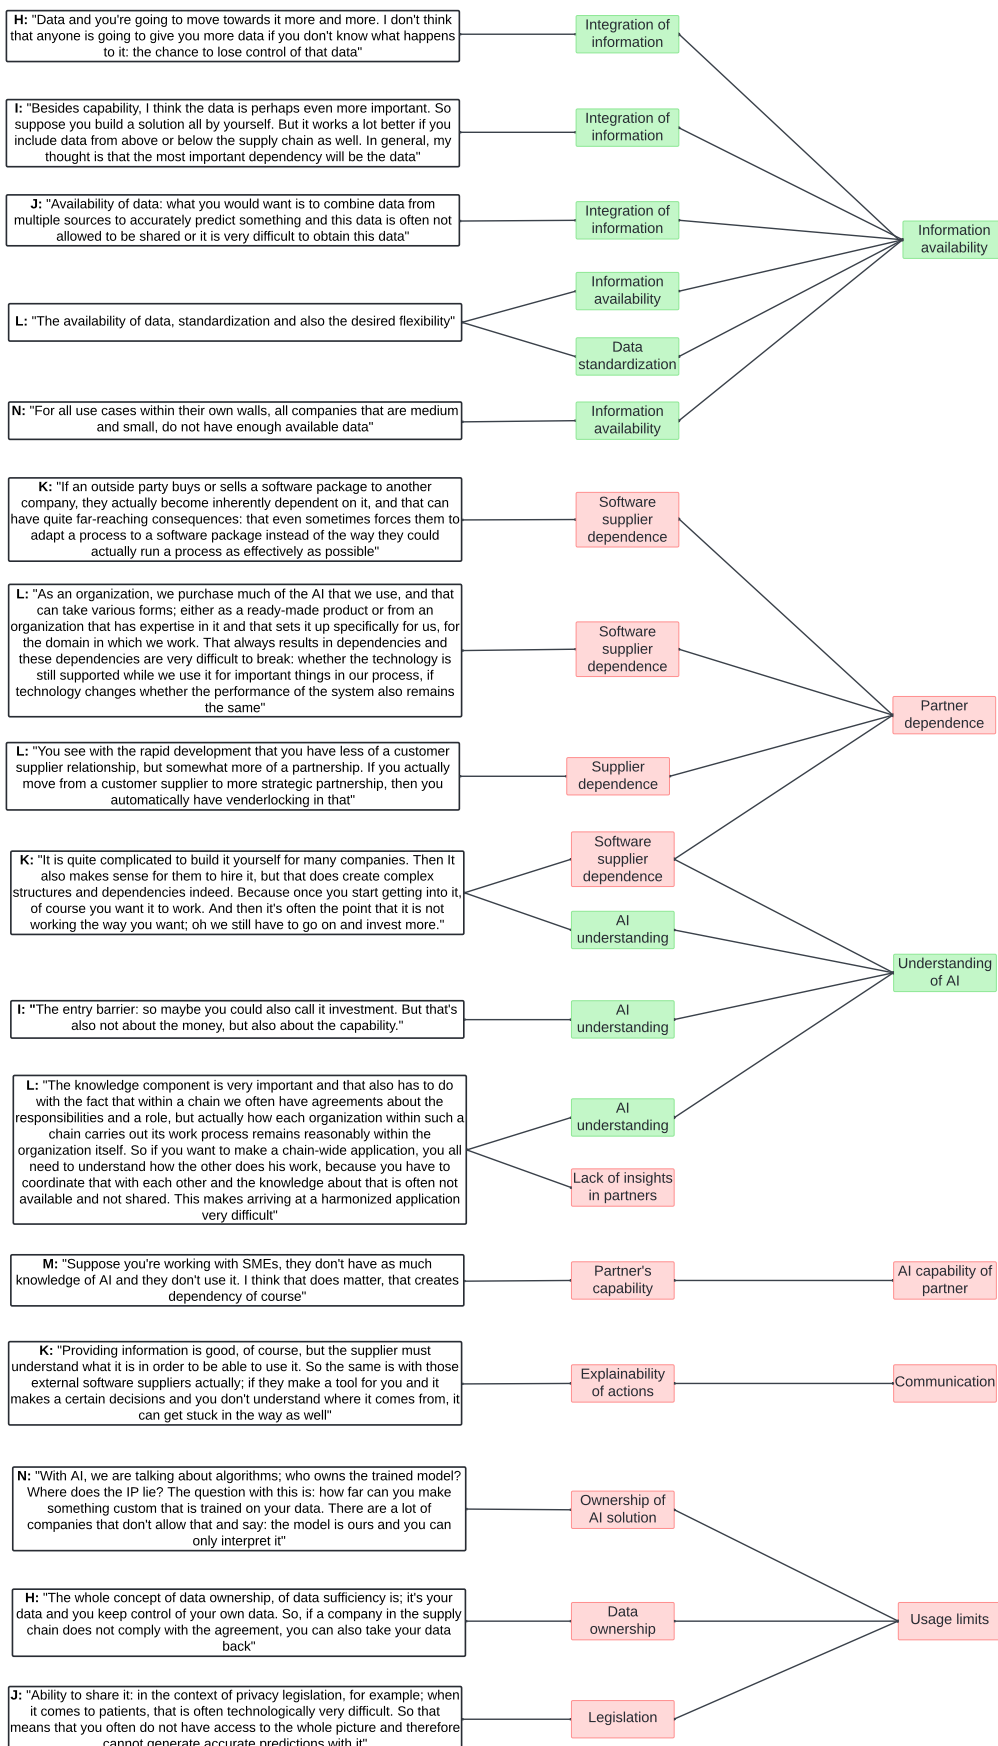 H: "Data and you're going to move towards it more and more. I don't think
that anyone is going to give you more data if you don't know what happens
to it: the chance to lose control of that data"
Integration of
information
I: "Besides capability, I think the data is perhaps even more important. So
suppose you build a solution all by yourself. But it works a lot better if you
include data from above or below the supply chain as well. In general, my
thought is that the most important dependency will be the data"
Integration of
information
J: "Availability of data: what you would want is to combine data from
multiple sources to accurately predict something and this data is often not
allowed to be shared or it is very difficult to obtain this data"
Integration of
information
Information
availability
L: "The availability of data, standardization and also the desired flexibility"
Information
availability
Data
standardization
N: "For all use cases within their own walls, all companies that are medium
and small, do not have enough available data"
Information
availability
K: "If an outside party buys or sells a software package to another
company, they actually become inherently dependent on it, and that can
have quite far-reaching consequences: that even sometimes forces them to
adapt a process to a software package instead of the way they could
actually run a process as effectively as possible"
Software
supplier
dependence
L: "As an organization, we purchase much of the AI that we use, and that
can take various forms; either as a ready-made product or from an
organization that has expertise in it and that sets it up specifically for us, for
the domain in which we work. That always results in dependencies and
these dependencies are very difficult to break: whether the technology is
still supported while we use it for important things in our process, if
technology changes whether the performance of the system also remains
the same"
Software
supplier
dependence
Partner
dependence
L: "You see with the rapid development that you have less of a customer
supplier relationship, but somewhat more of a partnership. If you actually
move from a customer supplier to more strategic partnership, then you
automatically have venderlocking in that"
Supplier
dependence
K: "It is quite complicated to build it yourself for many companies. Then It
also makes sense for them to hire it, but that does create complex
structures and dependencies indeed. Because once you start getting into it,
of course you want it to work. And then it's often the point that it is not
working the way you want; oh we still have to go on and invest more."
Software
supplier
dependence
AI
understanding
Understanding
of AI
I: "The entry barrier: so maybe you could also call it investment. But that's
also not about the money, but also about the capability."
AI
understanding
L: "The knowledge component is very important and that also has to do
with the fact that within a chain we often have agreements about the
responsibilities and a role, but actually how each organization within such a
chain carries out its work process remains reasonably within the
organization itself. So if you want to make a chain-wide application, you all
need to understand how the other does his work, because you have to
coordinate that with each other and the knowledge about that is often not
available and not shared. This makes arriving at a harmonized application
very difficult"
AI
understanding
Lack of insights
in partners
M: "Suppose you're working with SMEs, they don't have as much
knowledge of AI and they don't use it. I think that does matter, that creates
dependency of course"
Partner's
capability
AI capability of
partner
K: "Providing information is good, of course, but the supplier must
understand what it is in order to be able to use it. So the same is with those
external software suppliers actually; if they make a tool for you and it
makes a certain decisions and you don't understand where it comes from, it
can get stuck in the way as well"
Explainability
of actions
Communication
N: "With AI, we are talking about algorithms; who owns the trained model?
Where does the IP lie? The question with this is: how far can you make
something custom that is trained on your data. There are a lot of
companies that don't allow that and say: the model is ours and you can
only interpret it"
Ownership of
AI solution
H: "The whole concept of data ownership, of data sufficiency is; it's your
data and you keep control of your own data. So, if a company in the supply
chain does not comply with the agreement, you can also take your data
back"
Data
ownership
Usage limits
J: "Ability to share it: in the context of privacy legislation, for example; when
it comes to patients, that is often technologically very difficult. So that
means that you often do not have access to the whole picture and therefore
cannot generate accurate predictions with it"
Legislation